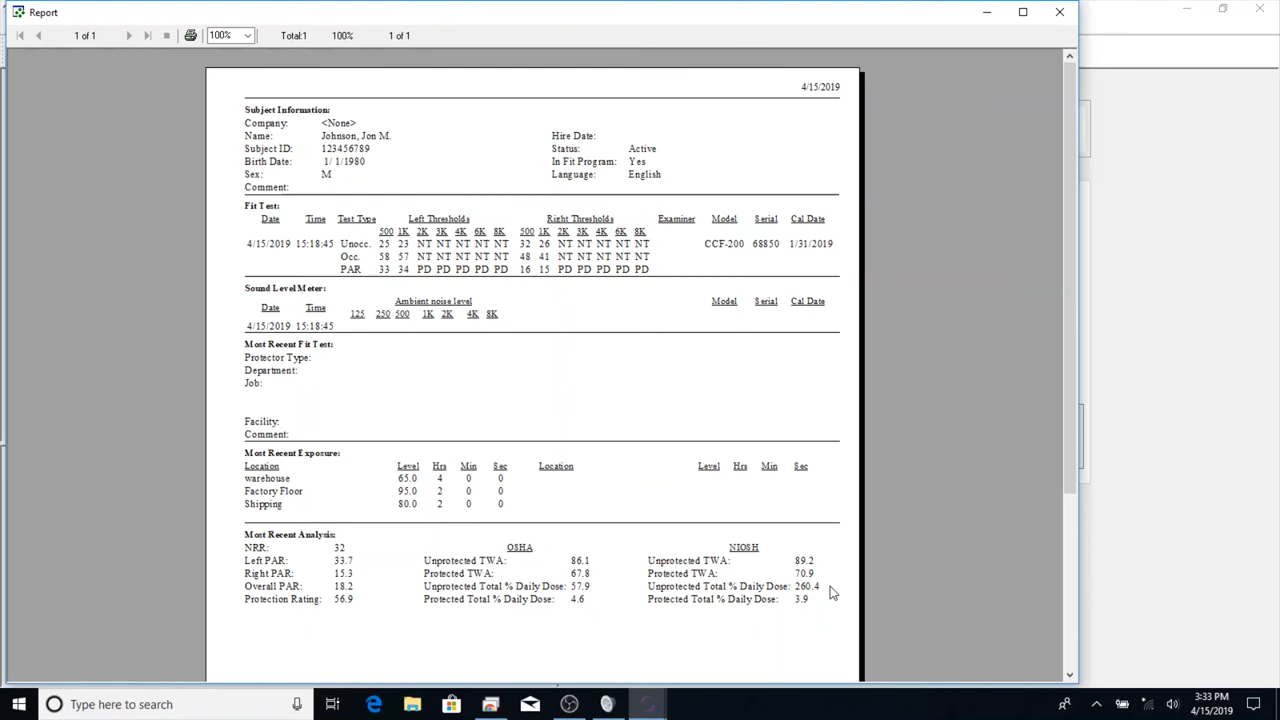 Report
1 of 1 100% Total:1 100% 1 of 1
4/15/2019
Subject Information:
Company: <None>
Name: Johnson, Jon M. Hire Date:
Subject ID: 123456789 Status: Active
Birth Date: 1/ 1/1980 In Fit Program: Yes
Sex: M Language: English
Comment:
Fit Test:
Date Time Test Type Left Thresholds Right Thresholds Examiner Model Serial Cal Date
500 1K 2K 3K 4K 6K 8K 500 1K 2K 3K 4K 6K 8K
4/15/2019 15:18:45 Unocc. 25 23 NT NT NT NT NT 32 26 NT NT NT NT NT CCF-200 68850 1/31/2019
Occ. 58 57 NT NT NT NT NT 48 41 NT NT NT NT NT
PAR 33 34 PD PD PD PD PD 16 15 PD PD PD PD PD
Sound Level Meter:
Date Time Ambient noise level Model Serial Cal Date
125 250 500 1K 2K 4K 8K
4/15/2019 15:18:45
Most Recent Fit Test:
Protector Type:
Department:
Job:
Facility:
Comment:
Most Recent Exposure:
Location Level Hrs Min Sec Location Level Hrs Min Sec
warehouse 65.0 4 0 0
Factory Floor 95.0 2 0 0
Shipping 80.0 2 0 0
Most Recent Analysis:
NRR: 32 OSHA NIOSH
Left PAR: 33.7 Unprotected TWA: 86.1 Unprotected TWA: 89.2
Right PAR: 15.3 Protected TWA: 67.8 Protected TWA: 70.9
Overall PAR: 18.2 Unprotected Total % Daily Dose: 57.9 Unprotected Total % Daily Dose: 260.4
Protection Rating: 56.9 Protected Total % Daily Dose: 4.6 Protected Total % Daily Dose: 3.9
Type here to search
3:33 PM
4/15/2019